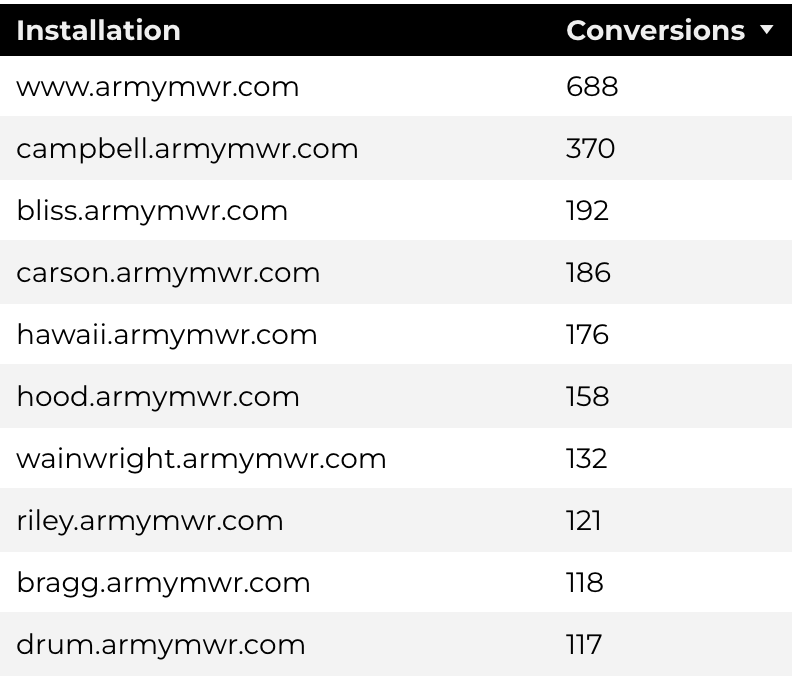 Installation Conversions ▼
www.armymwr.com 688
campbell.armymwr.com 370
bliss.armymwr.com 192
carson.armymwr.com 186
hawaii.armymwr.com 176
hood.armymwr.com 158
wainwright.armymwr.com 132
riley.armymwr.com 121
bragg.armymwr.com 118
drum.armymwr.com 117